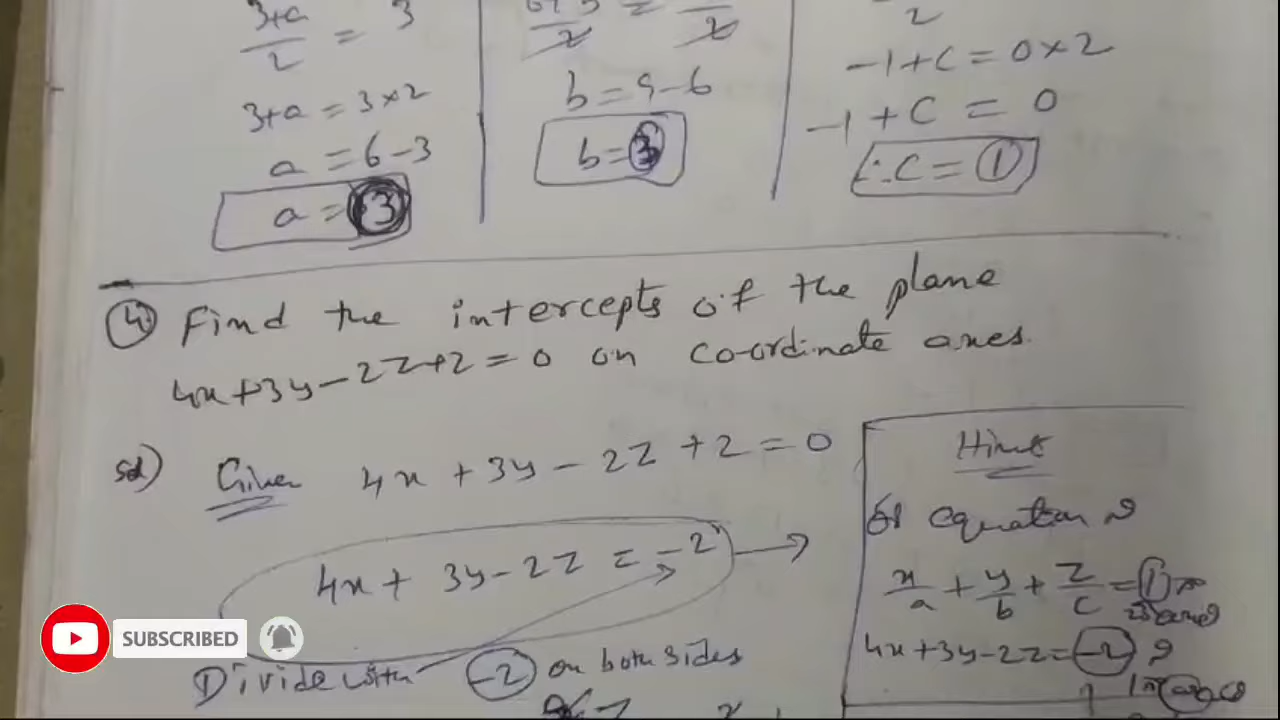 3+a/2 = 3
3+a = 3×2
a = 6-3
a = 3
b = 9-6
b = 3
2
-1+C = 0×2
-1+C = 0
∴C = 1
4. Find the intercepts of the plane
4x+3y-2z+2=0 on co-ordinate axes.
Sol) Given 4x + 3y - 2z + 2 = 0
4x + 3y - 2z = -2 →
Divide with -2 on both sides
Hint
equation
x/a + y/b + z/c = 1
4x+3y-2z = -2
SUBSCRIBED